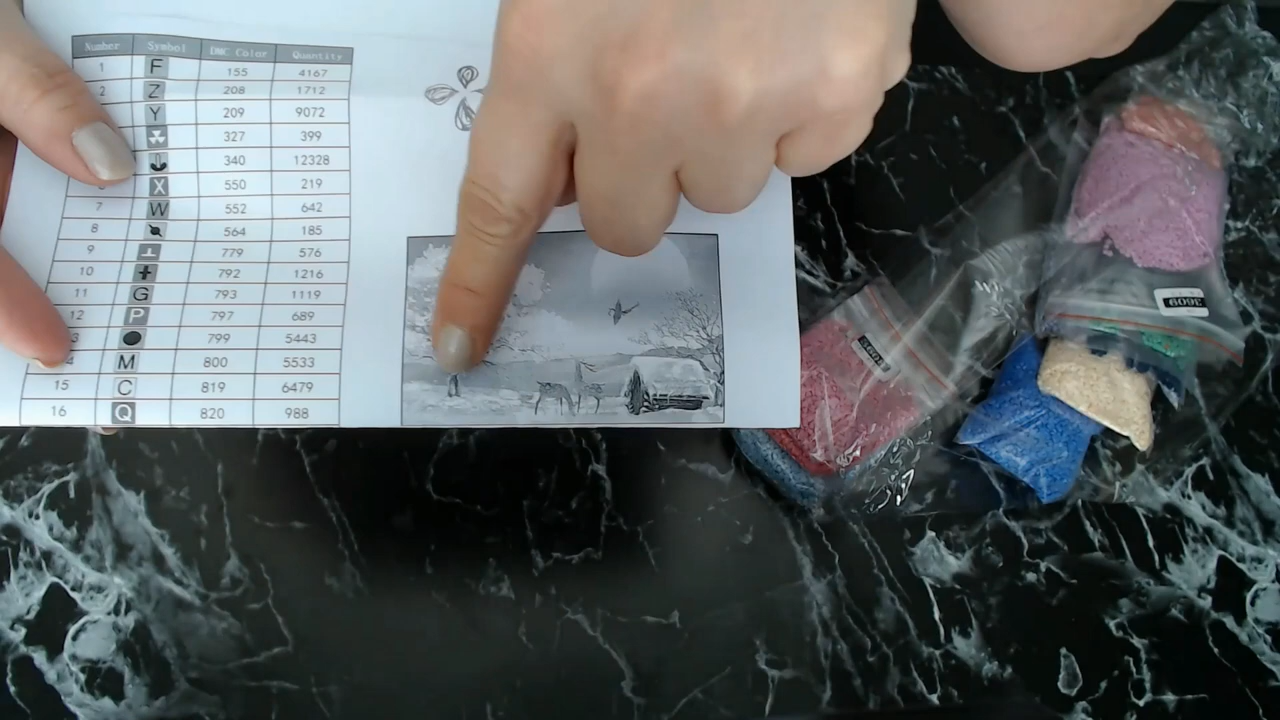 Number Symbol DMC Color Quantity
1 F 155 4167
2 Z 208 1712
Y 209 9072
327 399
340 12328
X 550 219
7 W 552 642
8 564 185
9 779 576
10 792 1216
11 G 793 1119
12 P 797 689
3 799 5443
4 M 800 5533
15 C 819 6479
16 Q 820 988
3609